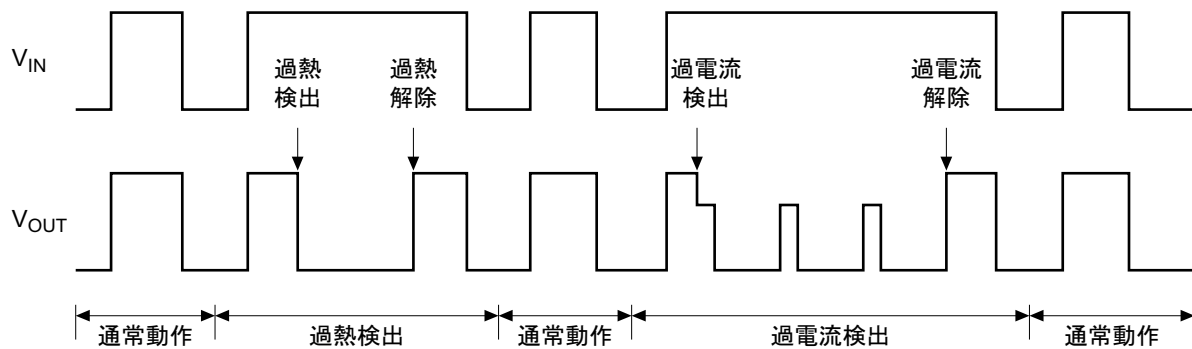 VIN
過熱
検出
過熱
解除
過電流
検出
過電流
解除
VOUT
通常動作
過熱検出
通常動作
過電流検出
通常動作